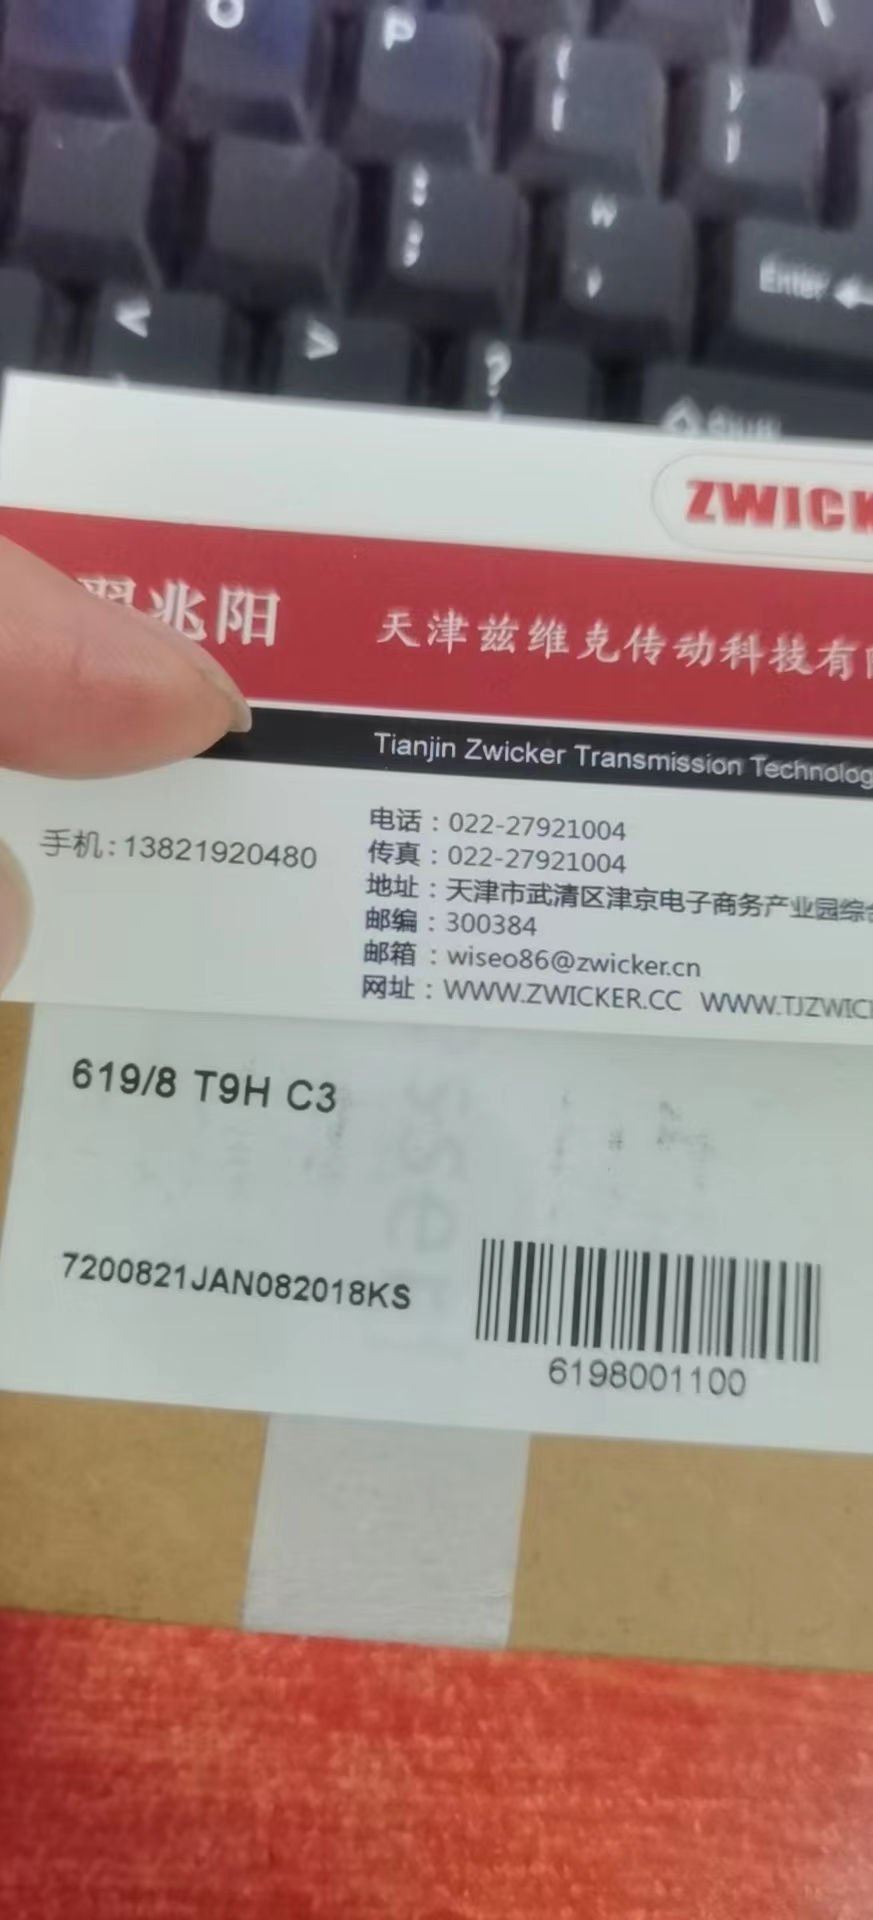 O P
Enter
?
ZWICK
兆阳
天津兹维克传动科技有
Tianjin Zwicker Transmission Technolog
手机:13821920480
电话：022-27921004
传真：022-27921004
地址：天津市武清区津京电子商务产业园综
邮编：300384
邮箱：wiseo86@zwicker.cn
网址：WWW.ZWICKER.CC WWW.TJZWIC
619/8 T9H C3
7200821JAN082018KS
6198001100